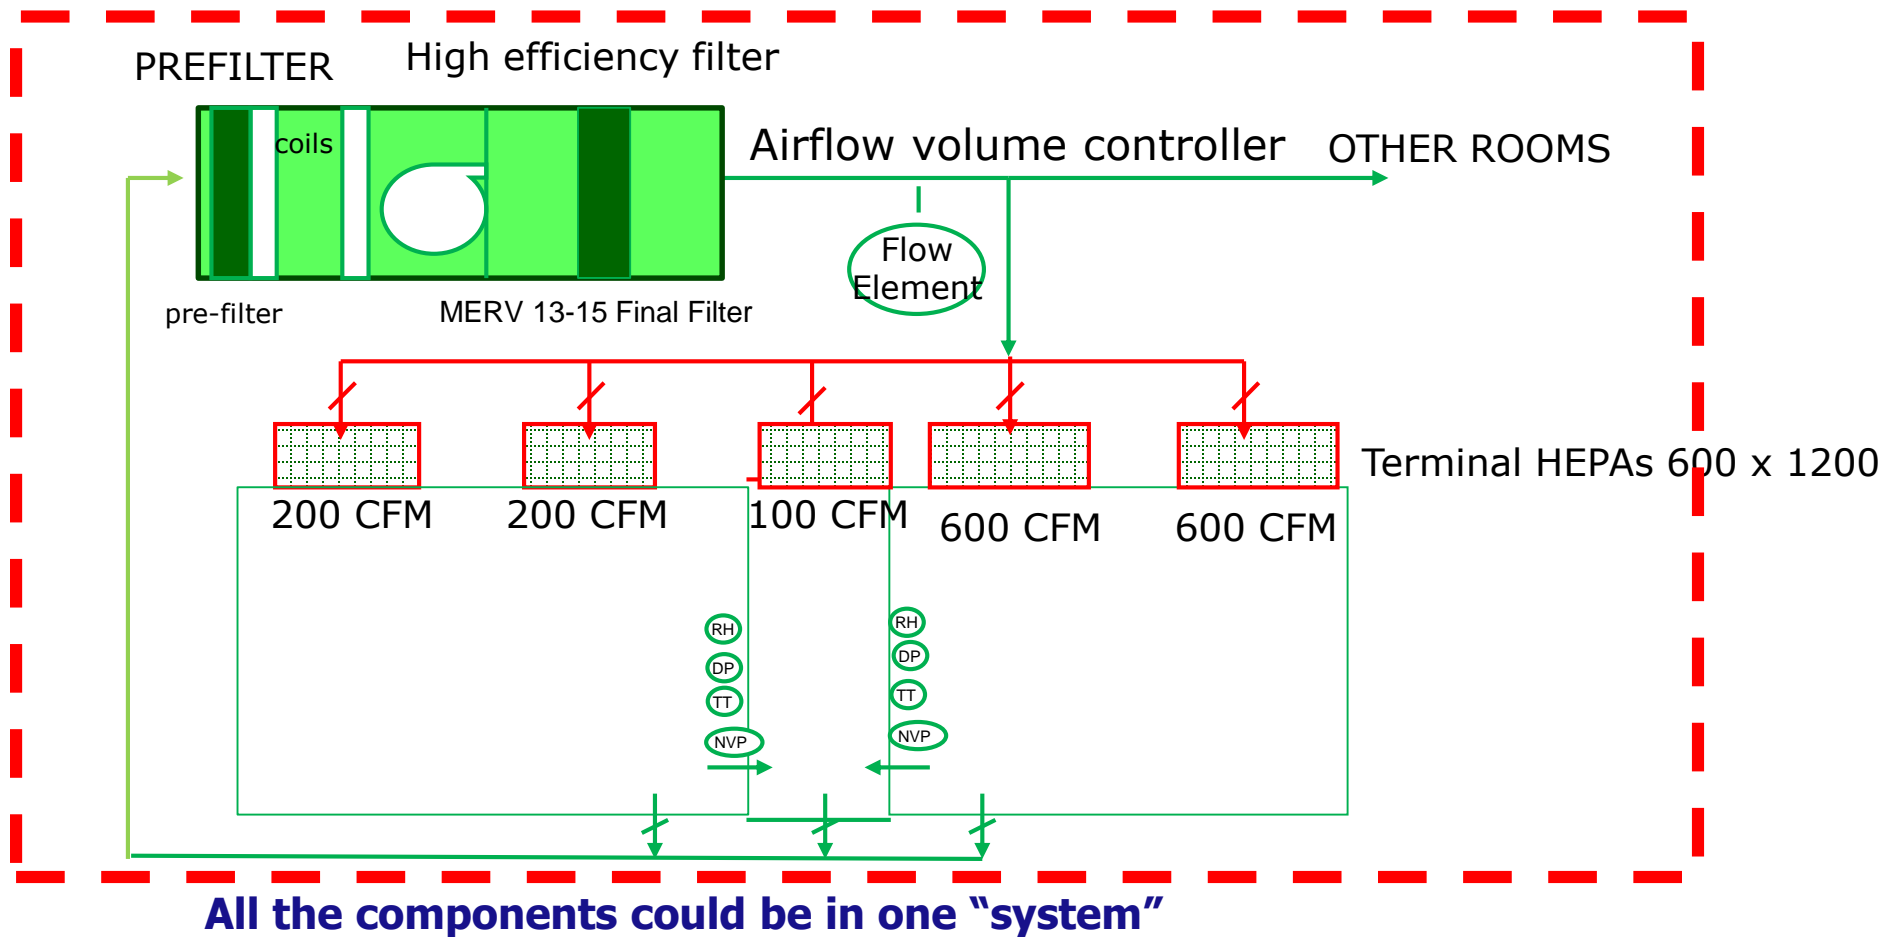 PREFILTER
High efficiency filter
coils
Airflow volume controller
OTHER ROOMS
Flow
Element
pre-filter
MERV 13-15 Final Filter
Terminal HEPAs 600 x 1200
200 CFM
200 CFM
100 CFM
600 CFM
600 CFM
RH
DP
TT
NVP
RH
DP
TT
NVP
All the components could be in one “system”